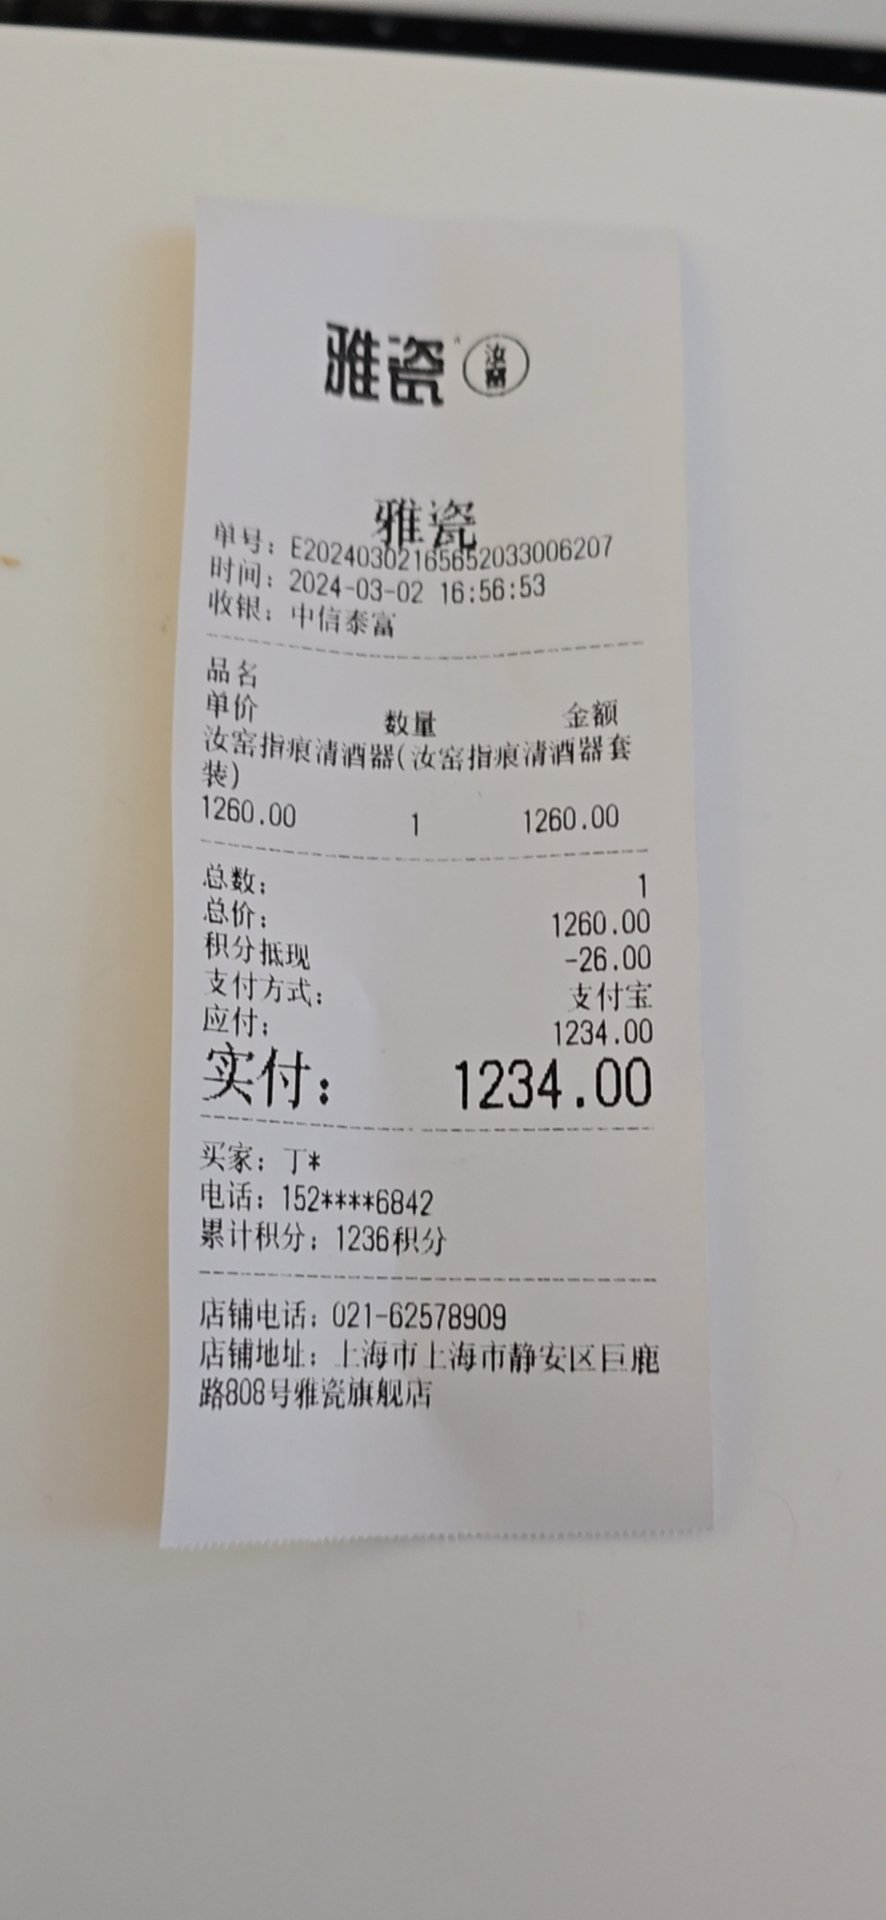 雅瓷 汝窑
雅瓷
单号：E20240302165652033006207
时间：2024-03-02 16:56:53
收银：中信泰富
品名
单价 数量 金额
汝窑指痕清酒器(汝窑指痕清酒器套
装)
1260.00 1 1260.00
总数： 1
总价： 1260.00
积分抵现 -26.00
支付方式： 支付宝
应付： 1234.00
实付： 1234.00
买家：丁*
电话：152****6842
累计积分：1236积分
店铺电话：021-62578909
店铺地址：上海市上海市静安区巨鹿
路808号雅瓷旗舰店